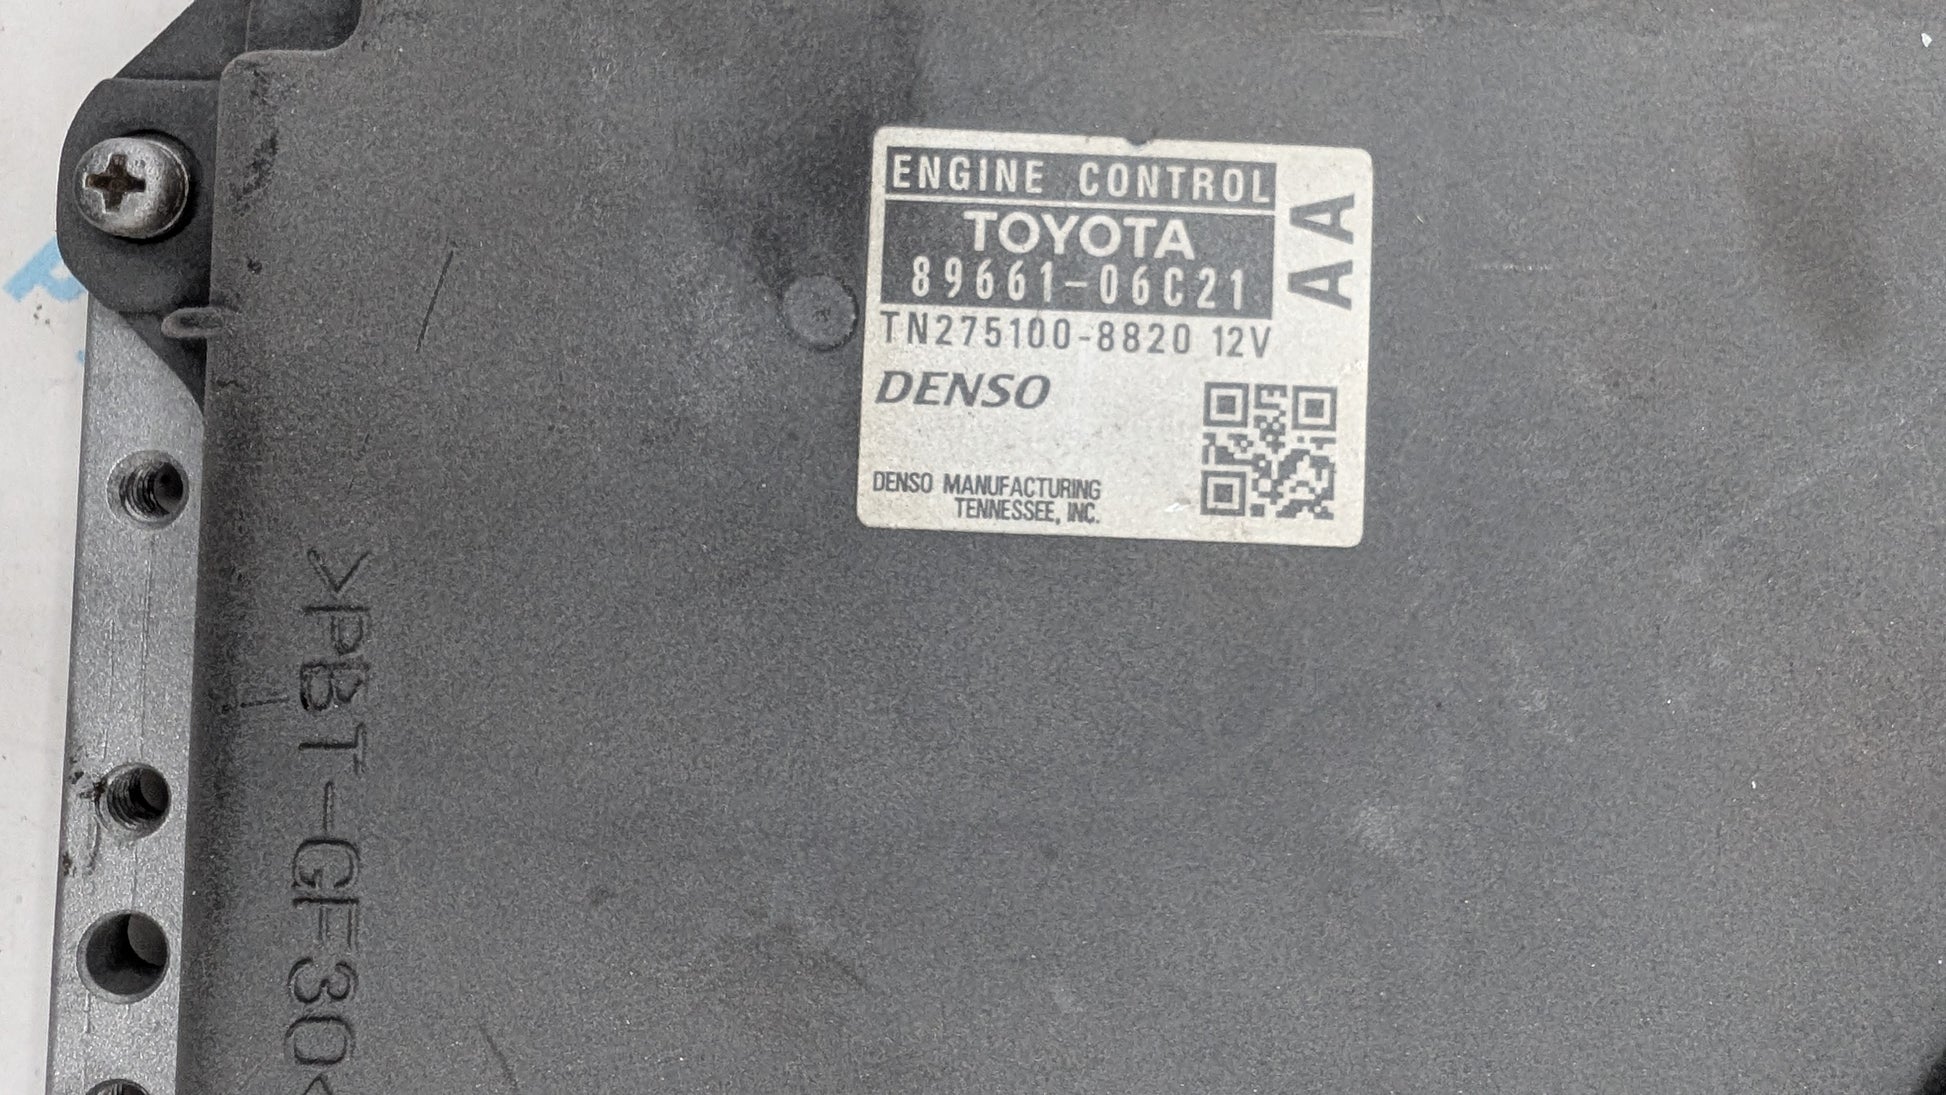 ENGINE CONTROL
TOYOTA
89661-06C21
AA
TN275100-8820 12V
DENSO
DENSO MANUFACTURING
TENNESSEE, INC.
>PBT-GF30<